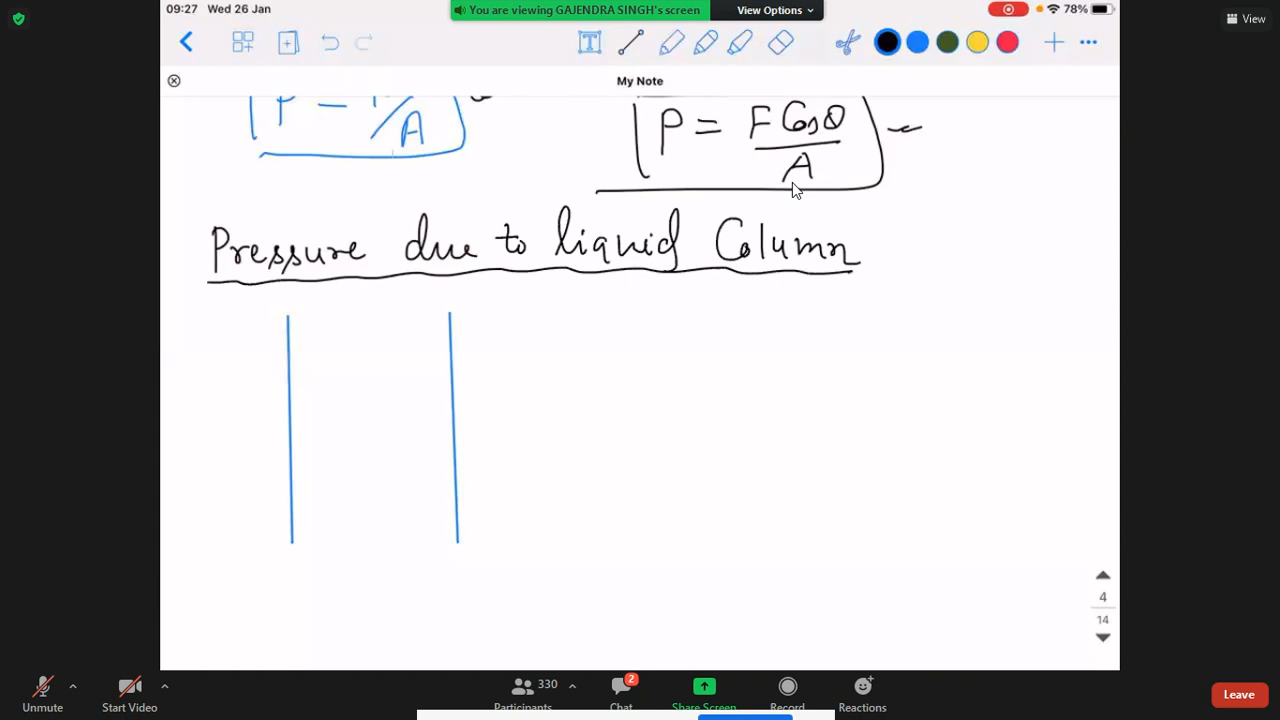 09:27 Wed 26 Jan
You are viewing GAJENDRA SINGH's screen
View Options
78%
View
My Note
P = /A
P = F Cosθ
A
Pressure due to liquid Column
4
14
Unmute
Start Video
330
Participants
2
Chat
Share Screen
Record
Reactions
Leave